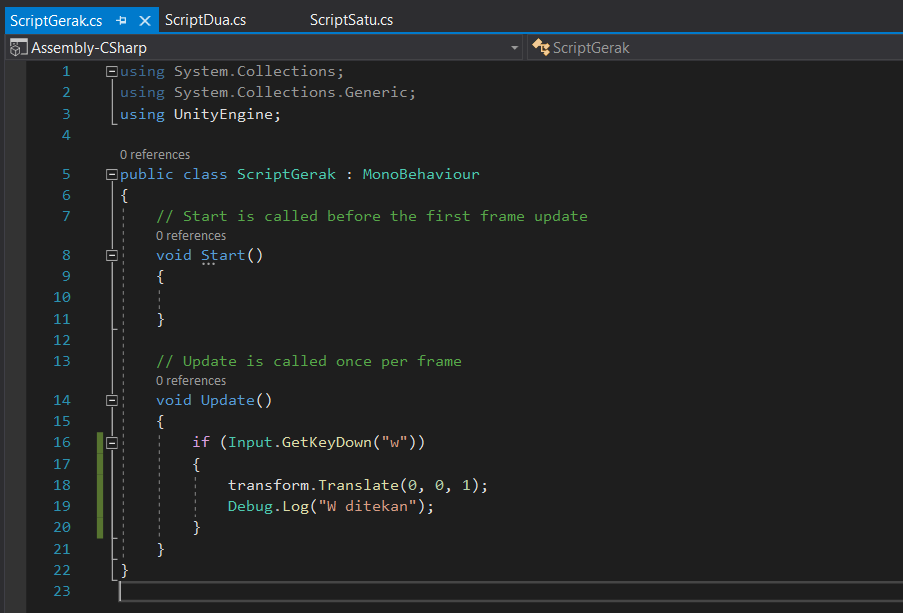 ScriptGerak.cs ScriptDua.cs ScriptSatu.cs
Assembly-CSharp ScriptGerak
1 using System.Collections;
2 using System.Collections.Generic;
3 using UnityEngine;
4
0 references
5 public class ScriptGerak : MonoBehaviour
6 {
7 // Start is called before the first frame update
0 references
8 void Start()
9 {
10
11 }
12
13 // Update is called once per frame
0 references
14 void Update()
15 {
16 if (Input.GetKeyDown("w"))
17 {
18 transform.Translate(0, 0, 1);
19 Debug.Log("W ditekan");
20 }
21 }
22 }
23